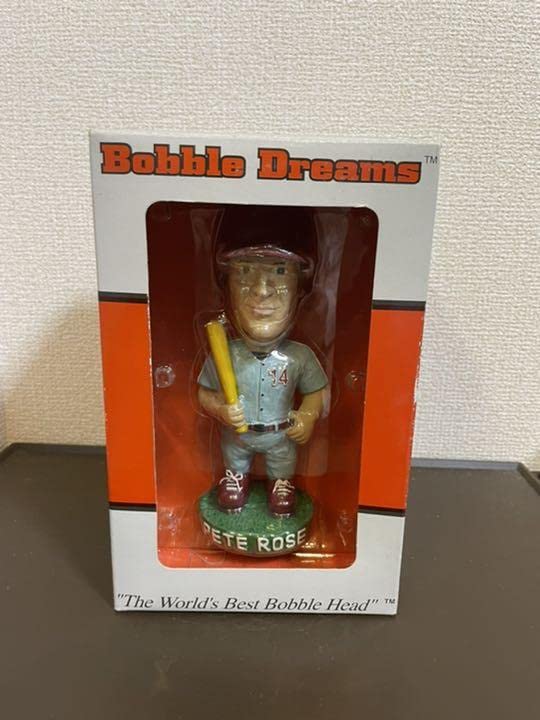 Bobble Dreams™
14
PETE ROSE
"The World's Best Bobble Head" ™